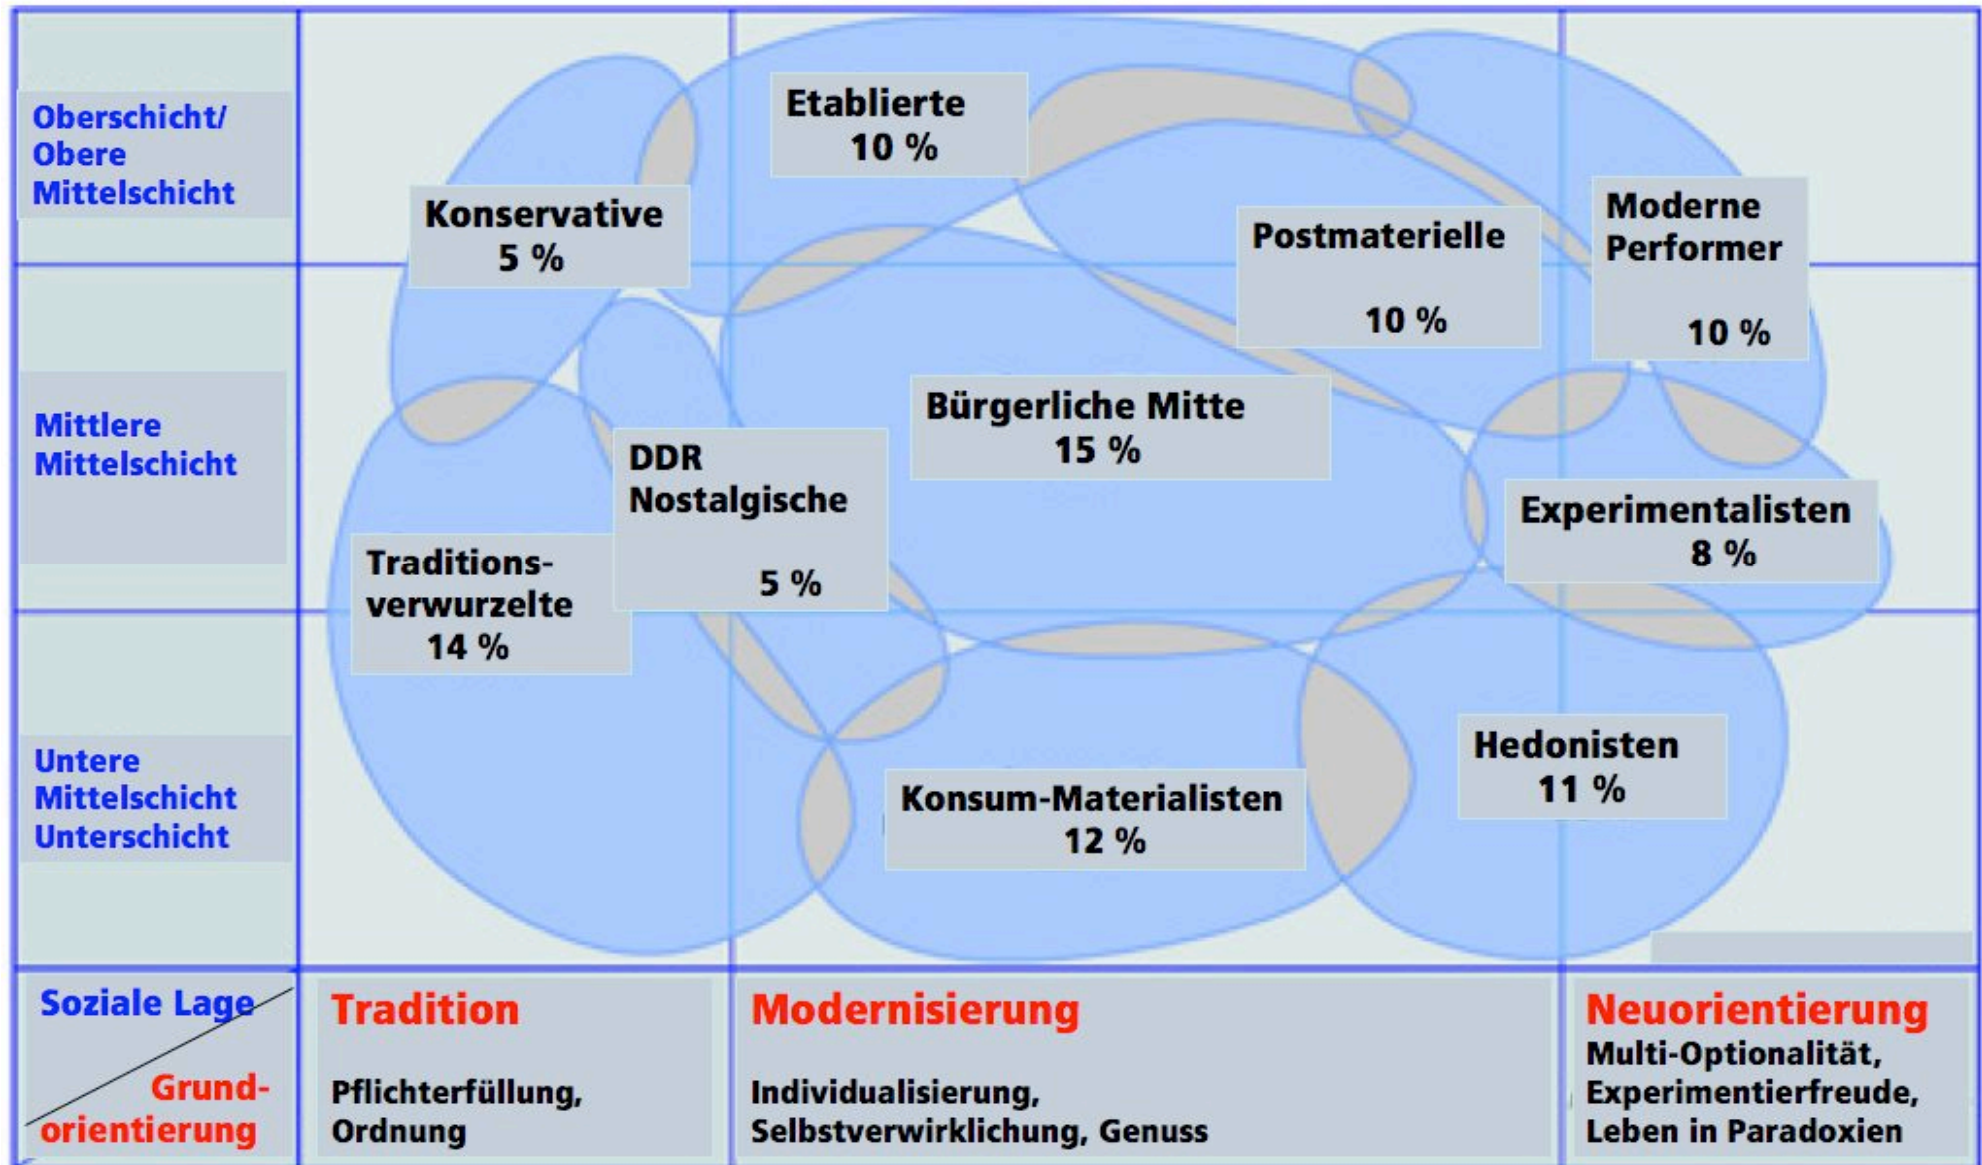 Oberschicht/
Obere
Mittelschicht
Etablierte
10 %
Konservative
5 %
Postmaterielle
10 %
Moderne
Performer
10 %
Mittlere
Mittelschicht
Bürgerliche Mitte
15 %
DDR
Nostalgische
5 %
Experimentalisten
8 %
Traditions-
verwurzelte
14 %
Untere
Mittelschicht
Unterschicht
Konsum-Materialisten
12 %
Hedonisten
11 %
Soziale Lage
Grund-
orientierung
Tradition
Pflichterfüllung,
Ordnung
Modernisierung
Individualisierung,
Selbstverwirklichung, Genuss
Neuorientierung
Multi-Optionalität,
Experimentierfreude,
Leben in Paradoxien